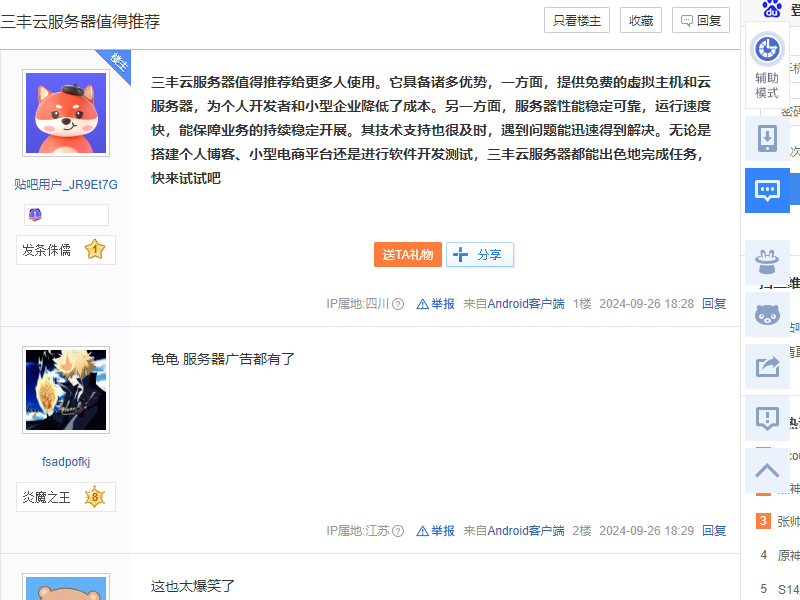 三丰云服务器值得推荐
只看楼主
收藏
回复
楼主
三丰云服务器值得推荐给更多人使用。它具备诸多优势，一方面，提供免费的虚拟主机和云
服务器，为个人开发者和小型企业降低了成本。另一方面，服务器性能稳定可靠，运行速度
快，能保障业务的持续稳定开展。其技术支持也很及时，遇到问题能迅速得到解决。无论是
搭建个人博客、小型电商平台还是进行软件开发测试，三丰云服务器都能出色地完成任务，
快来试试吧
贴吧用户_JR9Et7G
发条侏儒 1
送TA礼物
分享
IP属地:四川 举报 来自Android客户端 1楼 2024-09-26 18:28 回复
龟龟 服务器广告都有了
fsadpofkj
炎魔之王 8
IP属地:江苏 举报 来自Android客户端 2楼 2024-09-26 18:29 回复
这也太爆笑了
du 登
辅助
模式
3 张帅
4 原神
5 S14